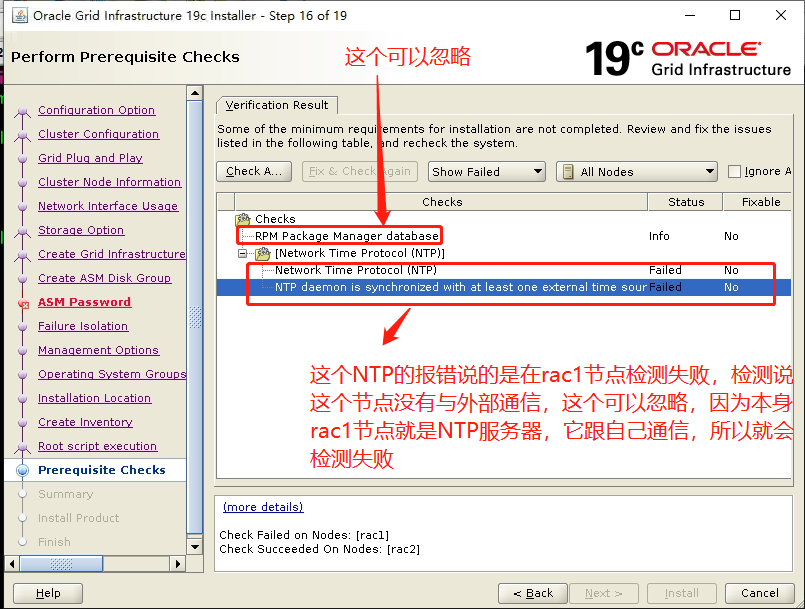 Oracle Grid Infrastructure 19c Installer - Step 16 of 19
Perform Prerequisite Checks
这个可以忽略
19c ORACLE
Grid Infrastructure
Configuration Option
Cluster Configuration
Grid Plug and Play
Cluster Node Information
Network Interface Usage
Storage Option
Create Grid Infrastructure
Create ASM Disk Group
ASM Password
Failure Isolation
Management Options
Operating System Groups
Installation Location
Create Inventory
Root script execution
Prerequisite Checks
Summary
Install Product
Finish
Verification Result
Some of the minimum requirements for installation are not completed. Review and fix the issues
listed in the following table, and recheck the system.
Check A... Fix & Check Again Show Failed All Nodes Ignore A
Checks Status Fixable
Checks
RPM Package Manager database Info No
[Network Time Protocol (NTP)]
Network Time Protocol (NTP) Failed No
NTP daemon is synchronized with at least one external time sour Failed No
这个NTP的报错说的是在rac1节点检测失败，检测说
这个节点没有与外部通信，这个可以忽略，因为本身
rac1节点就是NTP服务器，它跟自己通信，所以就会
检测失败
(more details)
Check Failed on Nodes: [rac1]
Check Succeeded On Nodes: [rac2]
Help < Back Next > Install Cancel